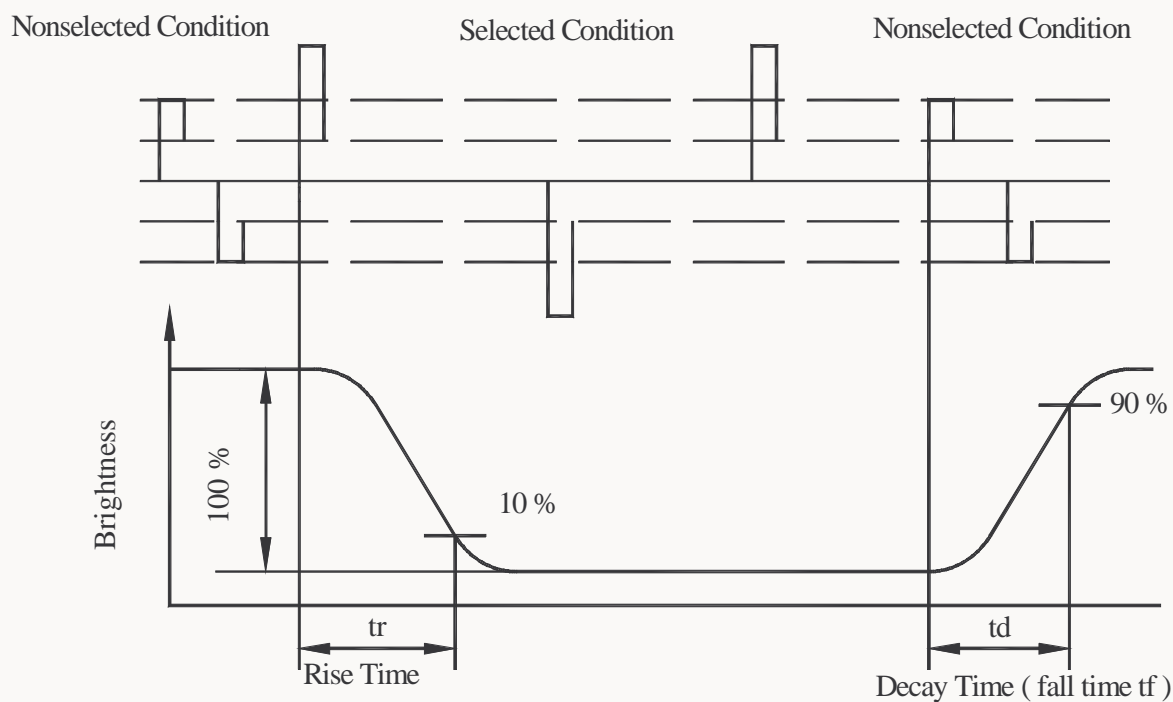 Nonselected Condition
Selected Condition
Nonselected Condition
Brightness
100 %
10 %
90 %
tr
Rise Time
td
Decay Time ( fall time tf )